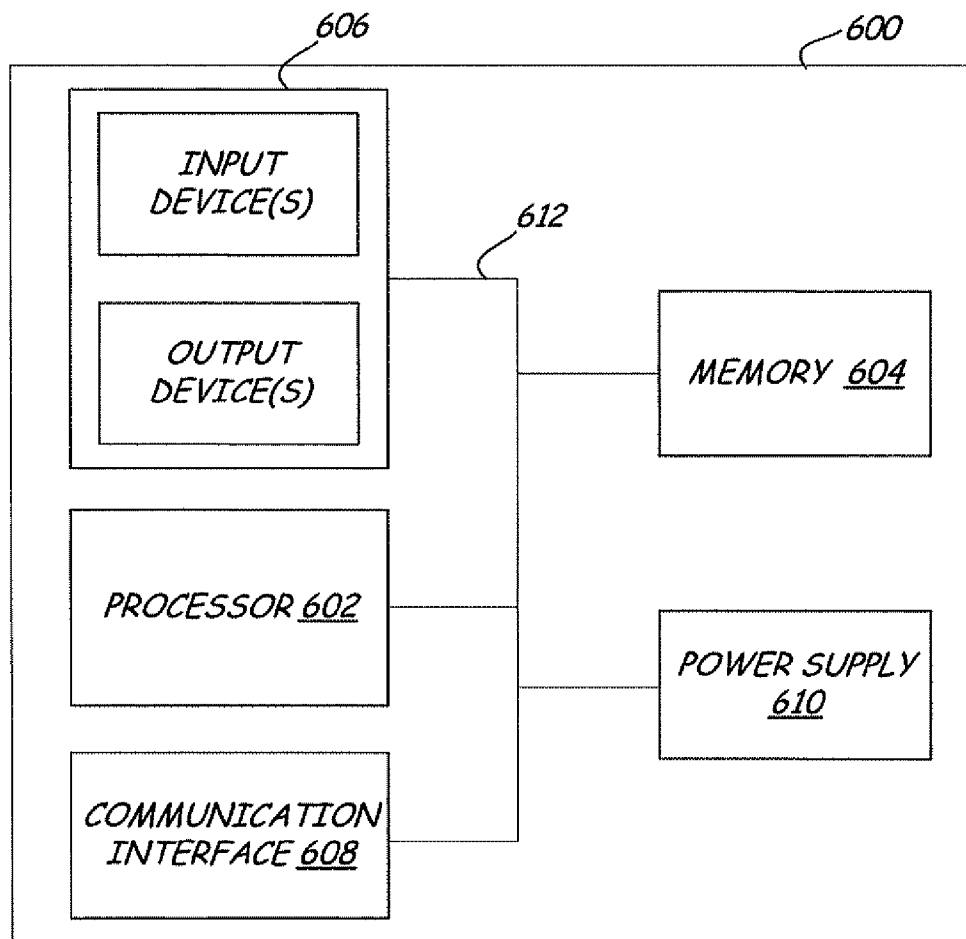 606
600
INPUT
DEVICE(S)
612
OUTPUT
DEVICE(S)
MEMORY 604
PROCESSOR 602
POWER SUPPLY
610
COMMUNICATION
INTERFACE 608